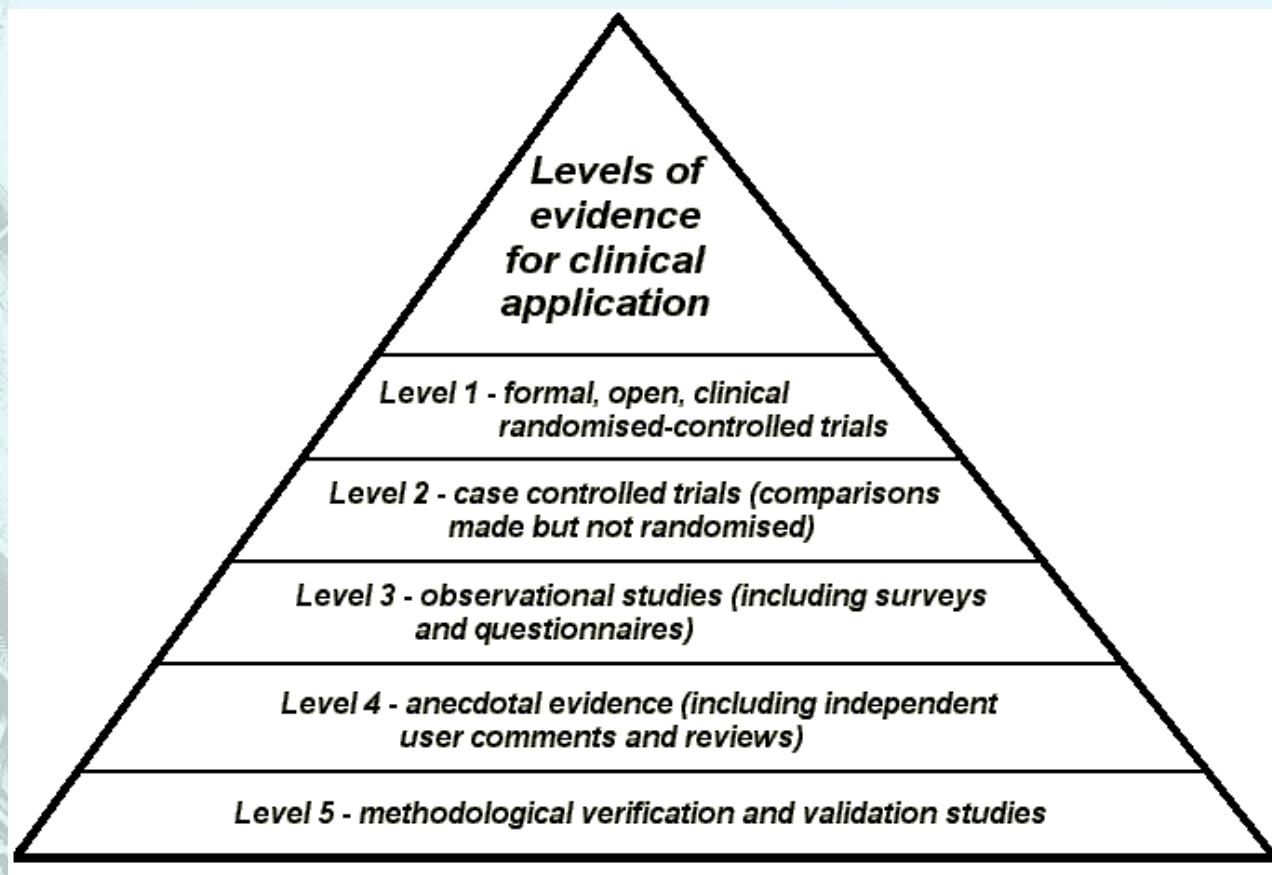 Levels of
evidence
for clinical
application
Level 1 - formal, open, clinical
randomised-controlled trials
Level 2 - case controlled trials (comparisons
made but not randomised)
Level 3 - observational studies (including surveys
and questionnaires)
Level 4 - anecdotal evidence (including independent
user comments and reviews)
Level 5 - methodological verification and validation studies